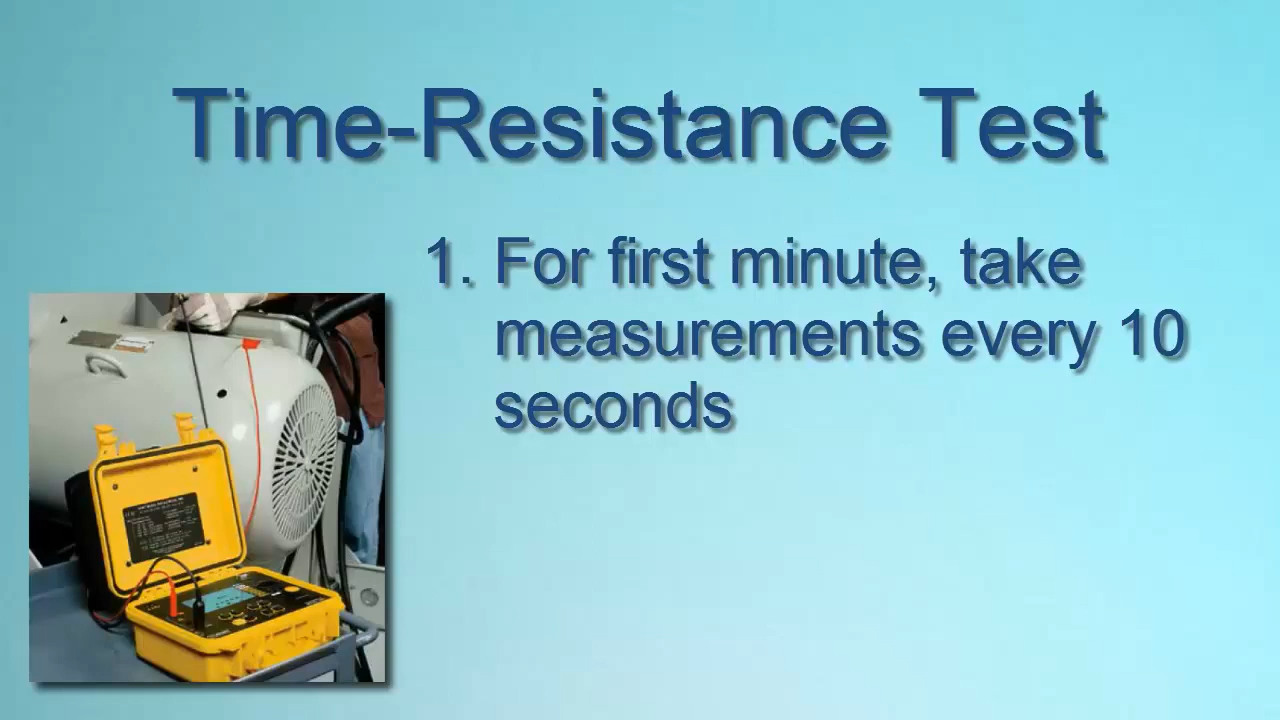 Time-Resistance Test
1. For first minute, take
measurements every 10
seconds